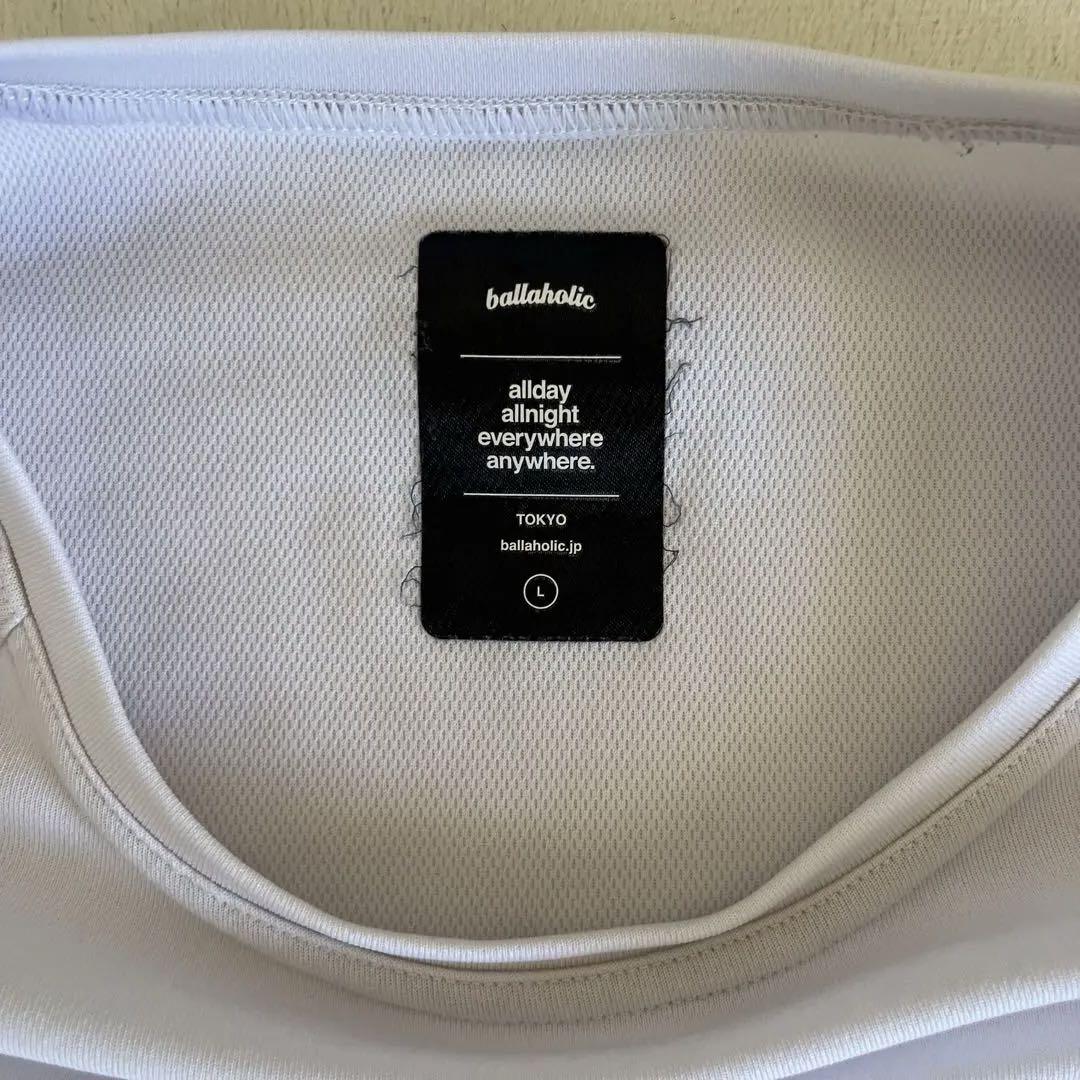 ballaholic
allday
allnight
everywhere
anywhere.
TOKYO
ballaholic.jp
L